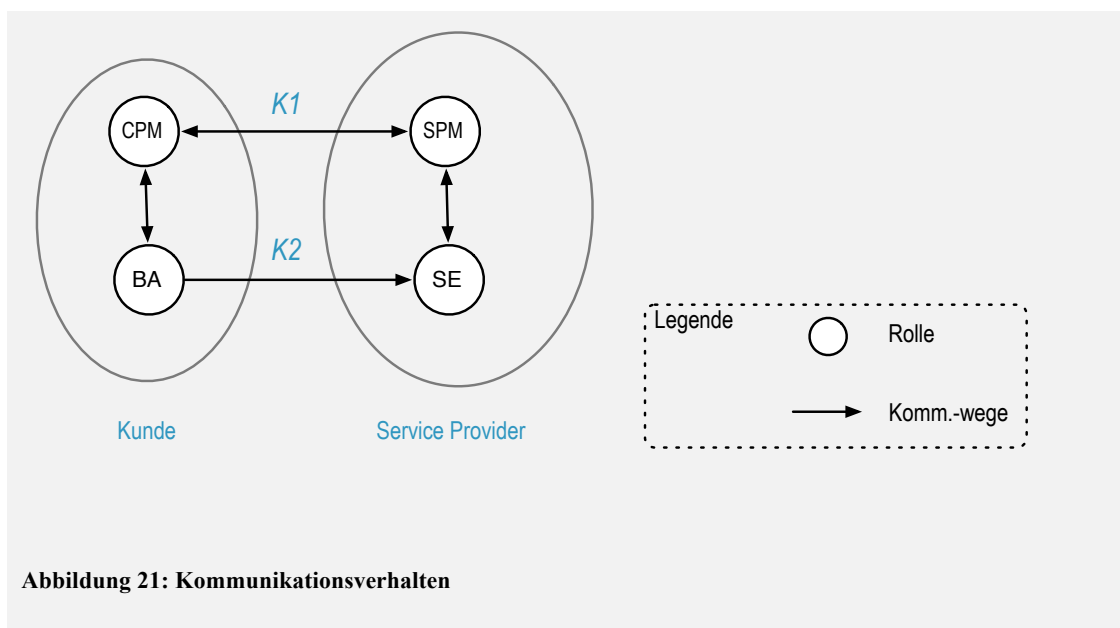 K1
CPM
SPM
K2
BA
SE
Legende
Rolle
Komm.-wege
Kunde
Service Provider
Abbildung 21: Kommunikationsverhalten